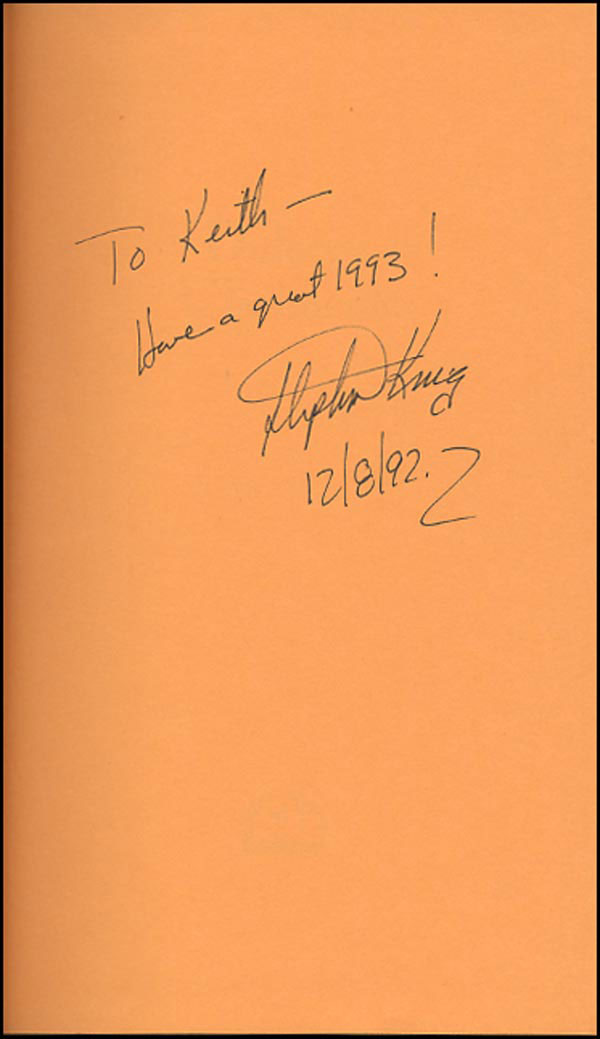 To Keith —
Have a great 1993!
Stephen King
12/8/92.